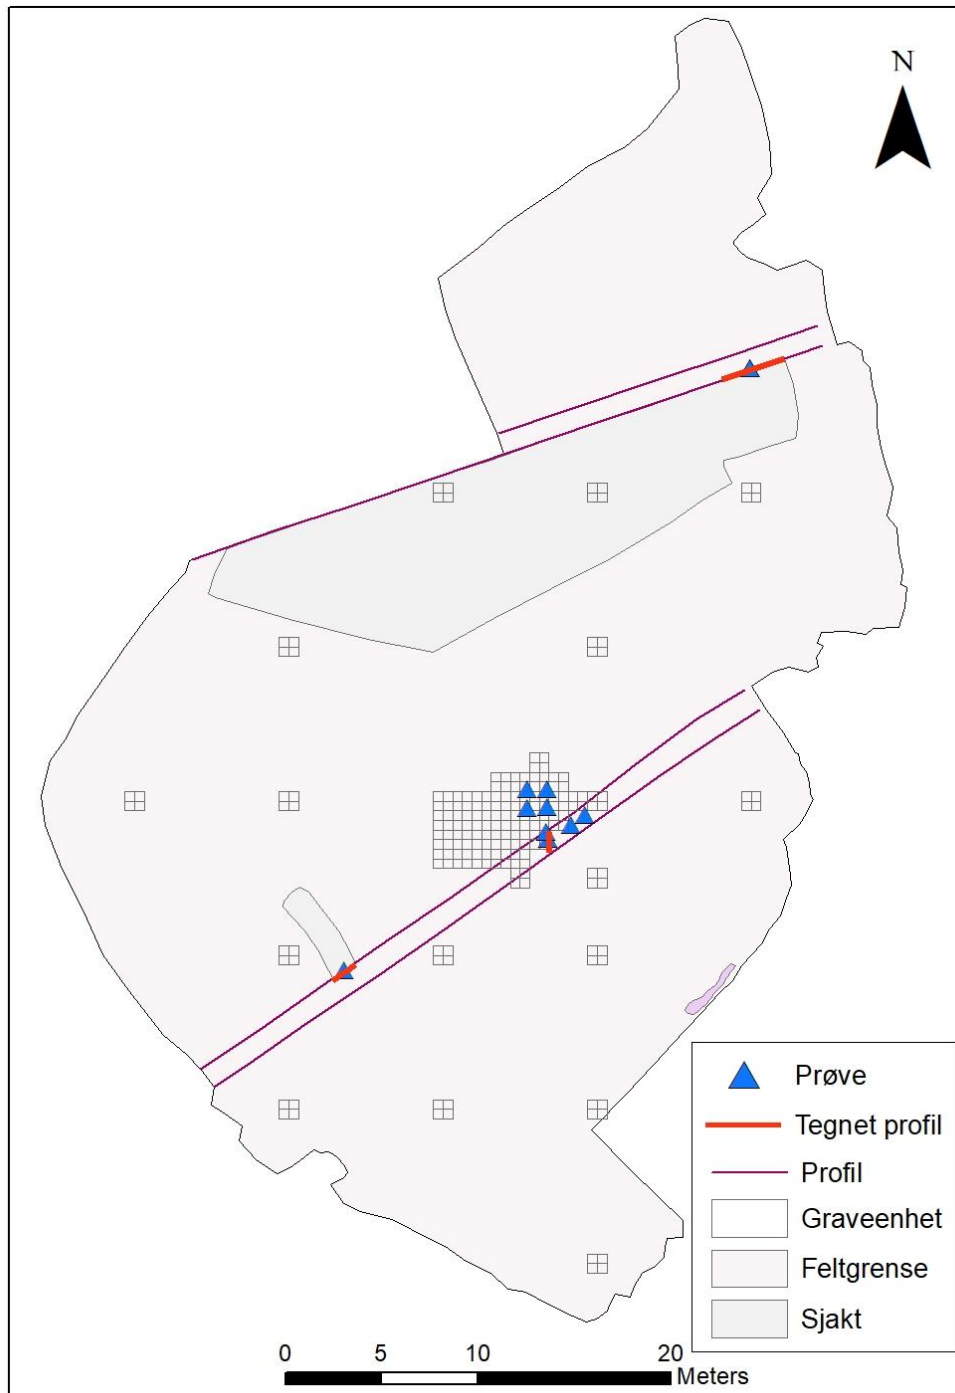 N
Prøve
Tegnet profil
Profil
Graveenhet
Feltgrense
Sjakt
0 5 10 20
Meters